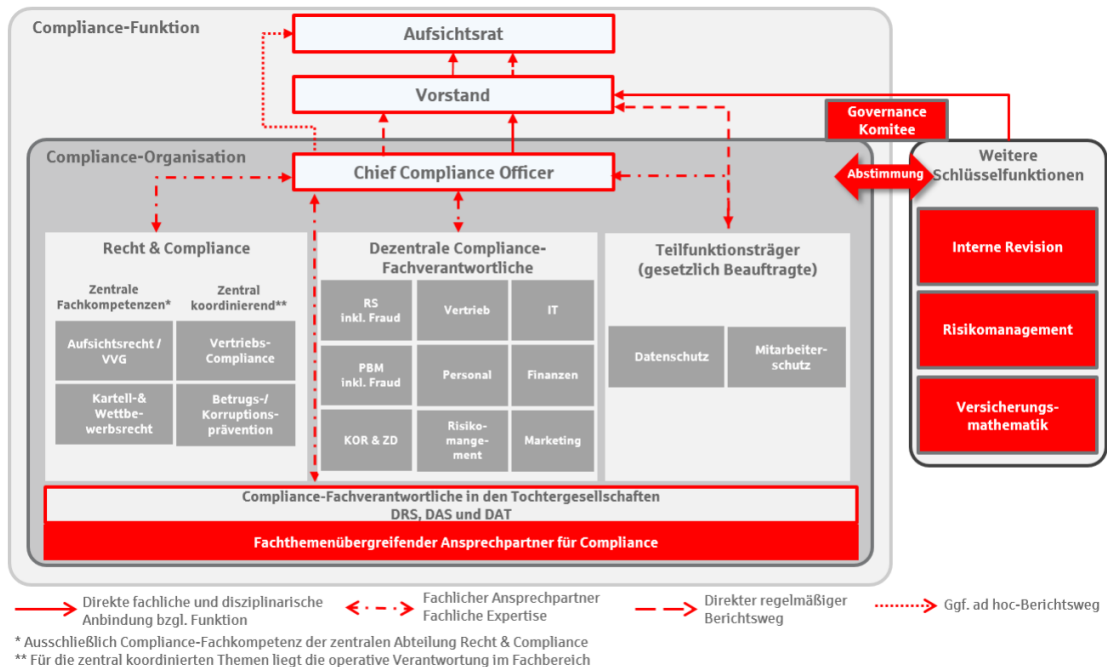 Compliance-Funktion
Aufsichtsrat
Vorstand
Governance
Komitee
Compliance-Organisation
Chief Compliance Officer
Abstimmung
Weitere
Schlüsselfunktionen
Interne Revision
Risikomanagement
Versicherungs-
mathematik
Recht & Compliance
Zentrale
Fachkompetenzen*
Zentral
koordinierend**
Aufsichtsrecht /
VVG
Vertriebs-
Compliance
Kartell-&
Wettbe-
werbsrecht
Betrugs-/
Korruptions-
prävention
Dezentrale Compliance-
Fachverantwortliche
RS
inkl. Fraud
Vertrieb
IT
PBM
inkl. Fraud
Personal
Finanzen
KOR & ZD
Risiko-
mangement
ment
Marketing
Teilfunktionsträger
(gesetzlich Beauftragte)
Datenschutz
Mitarbeiter-
schutz
Compliance-Fachverantwortliche in den Tochtergesellschaften
DRS, DAS und DAT
Fachthemenübergreifender Ansprechpartner für Compliance
Direkte fachliche und disziplinarische
Anbindung bzgl. Funktion
Fachlicher Ansprechpartner
Fachliche Expertise
Direkter regelmäßiger
Berichtsweg
Ggf. ad hoc-Berichtsweg
* Ausschließlich Compliance-Fachkompetenz der zentralen Abteilung Recht & Compliance
** Für die zentral koordinierten Themen liegt die operative Verantwortung im Fachbereich